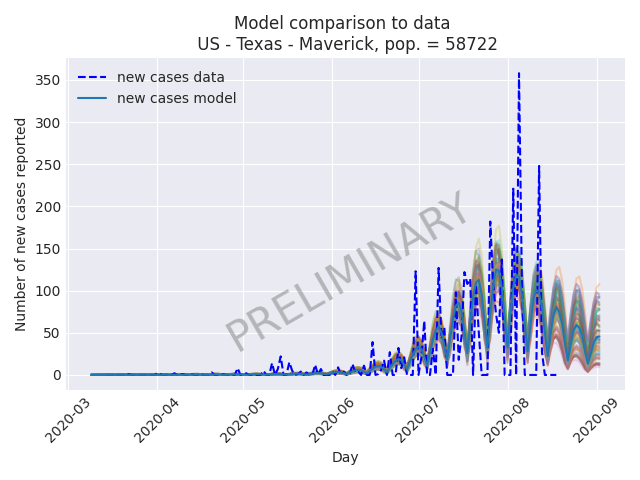 Model comparison to data
US - Texas - Maverick, pop. = 58722
new cases data
new cases model
Number of new cases reported
350
300
250
200
150
100
50
0
PRELIMINARY
2020-03
2020-04
2020-05
2020-06
2020-07
2020-08
2020-09
Day